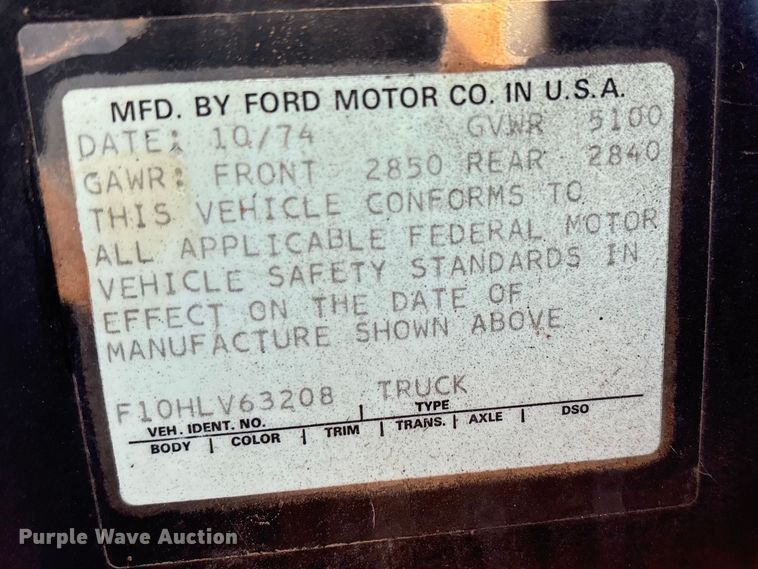 MFD. BY FORD MOTOR CO. IN U.S.A.
DATE: 10/74 GVWR 5100
GAWR: FRONT 2850 REAR 2840
THIS VEHICLE CONFORMS TO
ALL APPLICABLE FEDERAL MOTOR
VEHICLE SAFETY STANDARDS IN
EFFECT ON THE DATE OF
MANUFACTURE SHOWN ABOVE
F10HLV63208 TRUCK
VEH. IDENT. NO. | TYPE
BODY | COLOR | TRIM | TRANS. | AXLE | DSO
Purple Wave Auction